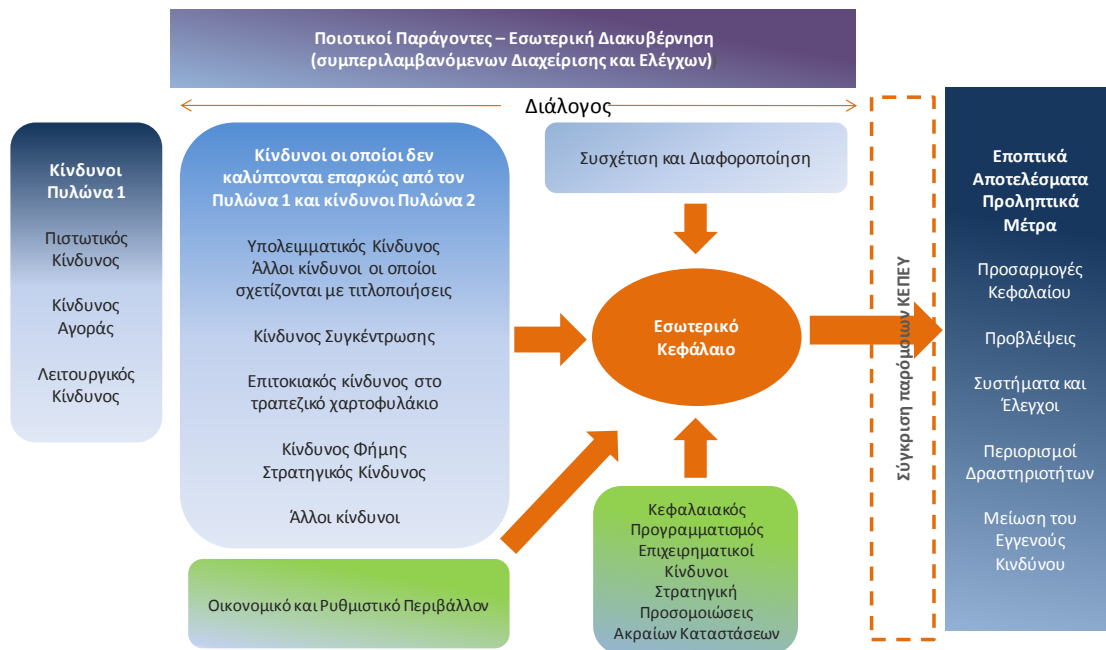 Ποιοτικοί Παράγοντες – Εσωτερική Διακυβέρνηση
(συμπεριλαμβανόμενων Διαχείρισης και Ελέγχων)
Διάλογος
Κίνδυνοι
Πυλώνα 1
Πιστωτικός
Κίνδυνος
Κίνδυνος
Αγοράς
Λειτουργικός
Κίνδυνος
Κίνδυνοι οι οποίοι δεν
καλύπτονται επαρκώς από τον
Πυλώνα 1 και κίνδυνοι Πυλώνα 2
Υπολειμματικός Κίνδυνος
Άλλοι κίνδυνοι οι οποίοι
σχετίζονται με τιτλοποιήσεις
Κίνδυνος Συγκέντρωσης
Επιτοκιακός κίνδυνος στο
τραπεζικό χαρτοφυλάκιο
Κίνδυνος Φήμης
Στρατηγικός Κίνδυνος
Άλλοι κίνδυνοι
Οικονομικό και Ρυθμιστικό Περιβάλλον
Συσχέτιση και Διαφοροποίηση
Εσωτερικό
Κεφάλαιο
Κεφαλαιακός
Προγραμματισμός
Επιχειρηματικοί
Κίνδυνοι
Στρατηγική
Προσομοιώσεις
Ακραίων Καταστάσεων
Σύγκριση παρόμοιων ΚΕΠΕΥ
Εποπτικά
Αποτελέσματα
Προληπτικά
Μέτρα
Προσαρμογές
Κεφαλαίου
Προβλέψεις
Συστήματα και
Έλεγχοι
Περιορισμοί
Δραστηριοτήτων
Μείωση του
Εγγενούς
Κινδύνου